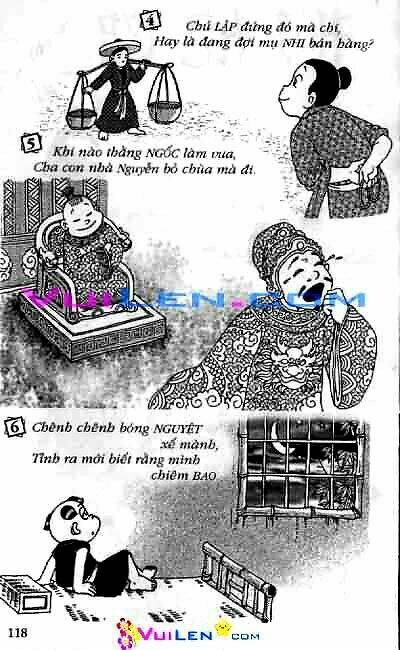 4
Chú LẬP đứng đó mà chi,
Hay là đang đợi mụ NHI bán hàng?
5
Khi nào thằng NGỐC làm vua,
Cha con nhà Nguyễn bỏ chùa mà đi.
VUILEN.COM
6
Chênh chênh bóng NGUYỆT
xế mành,
Tỉnh ra mới biết rằng mình
chiêm BAO
118
VUILEN.com